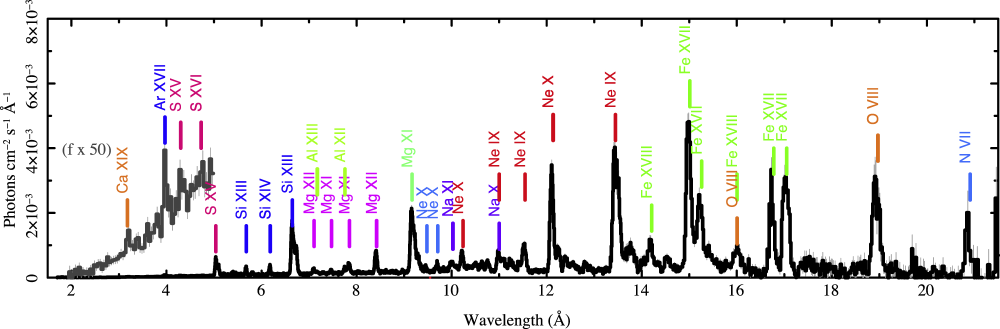 Photons cm−2 s−1 Å−1
8×10−3
6×10−3
4×10−3
2×10−3
0
(f x 50)
Ca XIX
Ar XVII
S XV
S XVI
S XV
Si XIII
Si XIV
Si XIII
Mg XII
Al XIII
Mg XI
Al XII
Mg XI
Mg XII
Mg XI
Ne X
Ne X
Na XI
Ne X
Na X
Ne IX
Ne IX
Ne X
Ne IX
Fe XVIII
Fe XVII
Fe XVII
O VIII
Fe XVIII
Fe XVII
Fe XVII
O VIII
N VII
2 4 6 8 10 12 14 16 18 20
Wavelength (Å)